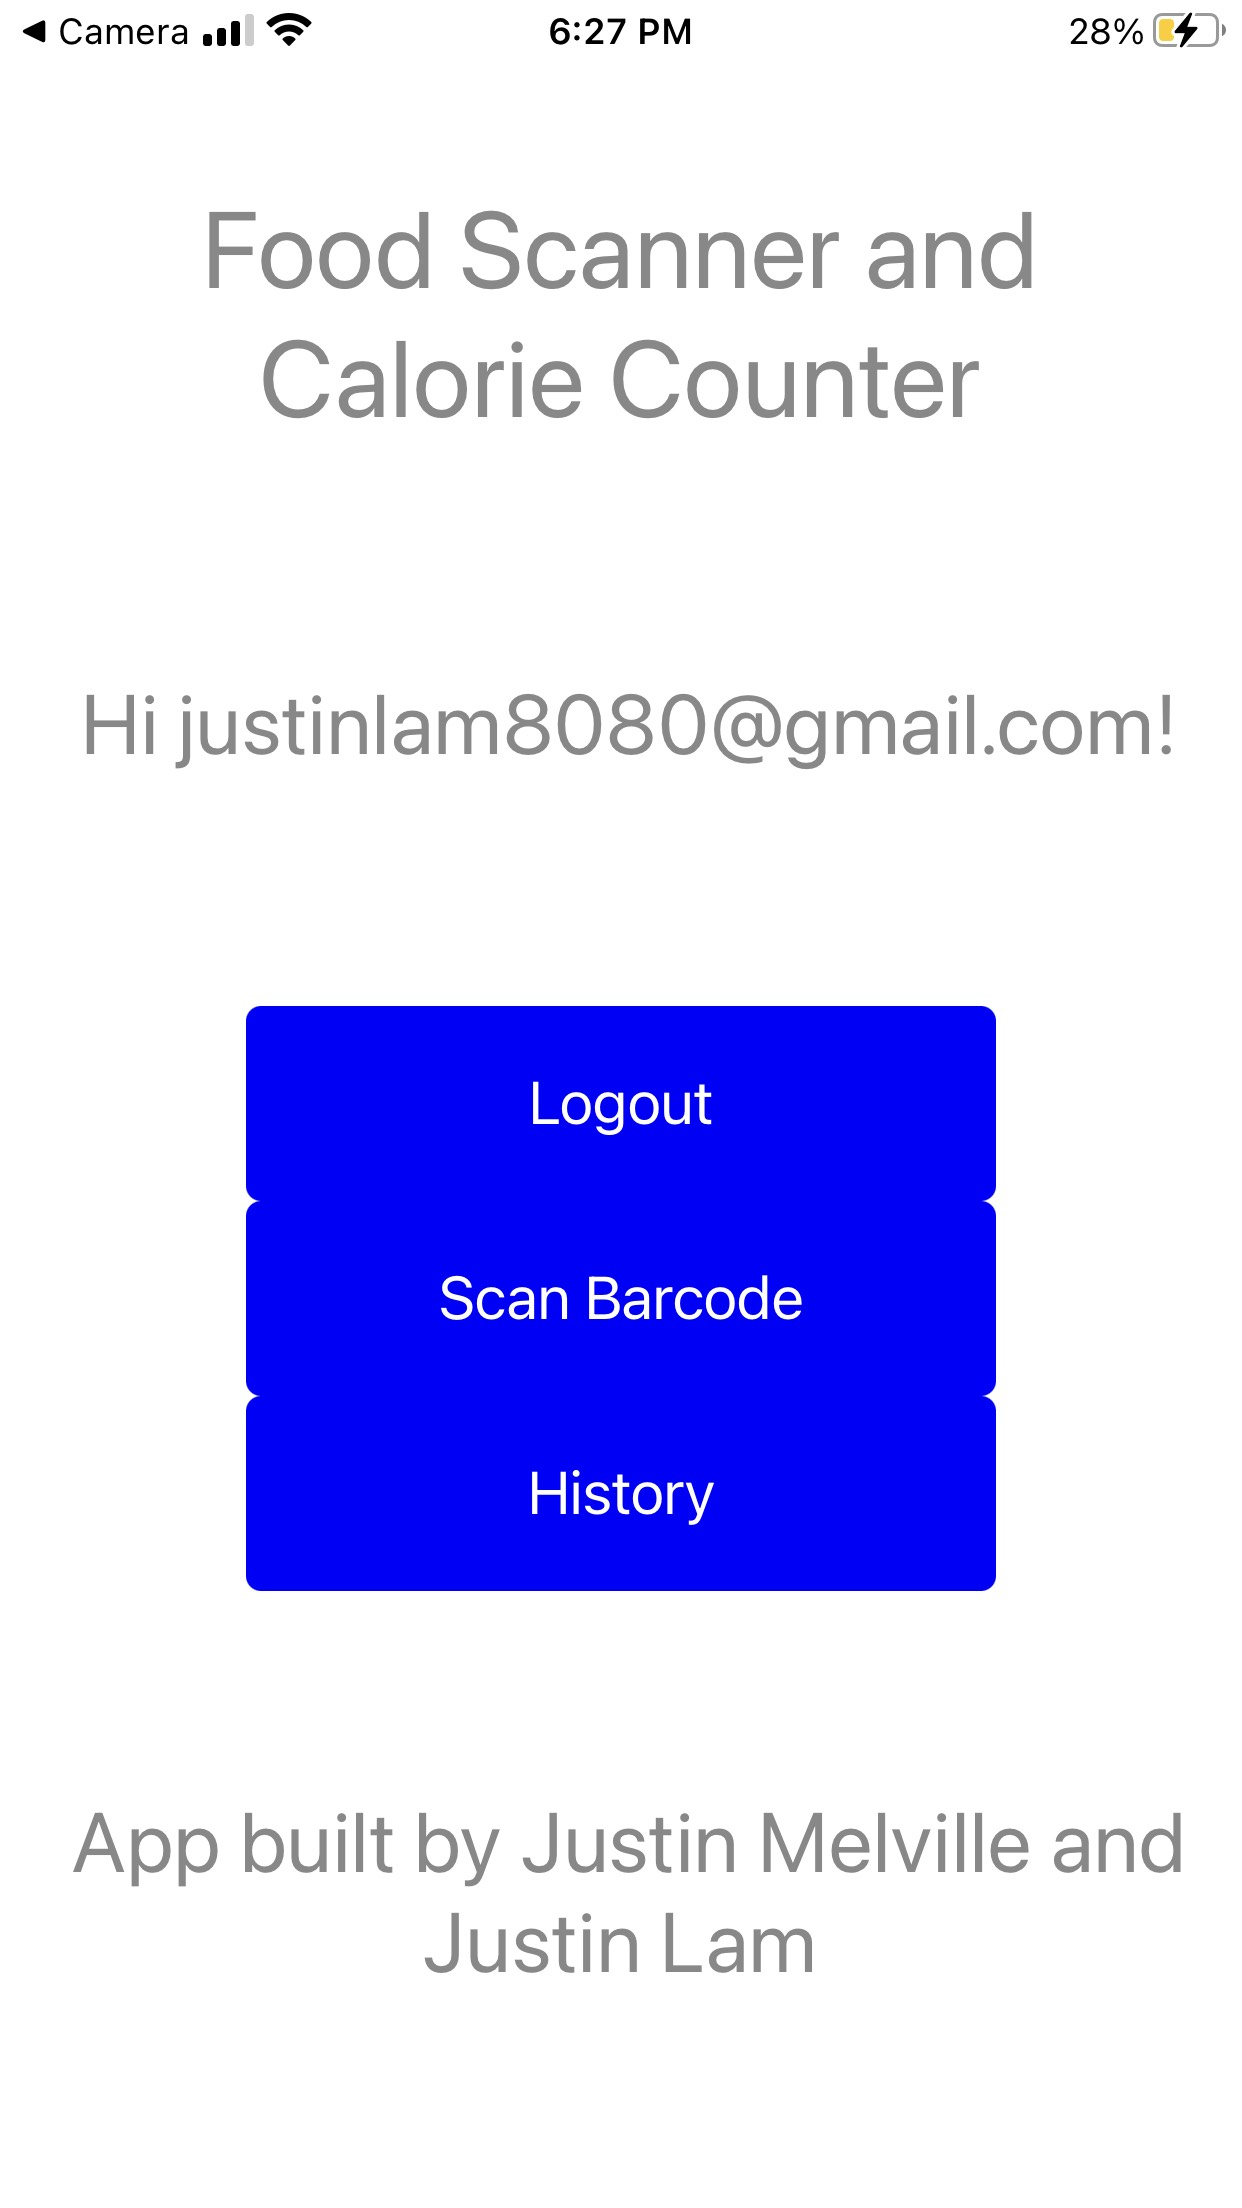 Camera 6:27 PM 28%
Food Scanner and
Calorie Counter
Hi justinlam8080@gmail.com!
Logout
Scan Barcode
History
App built by Justin Melville and
Justin Lam